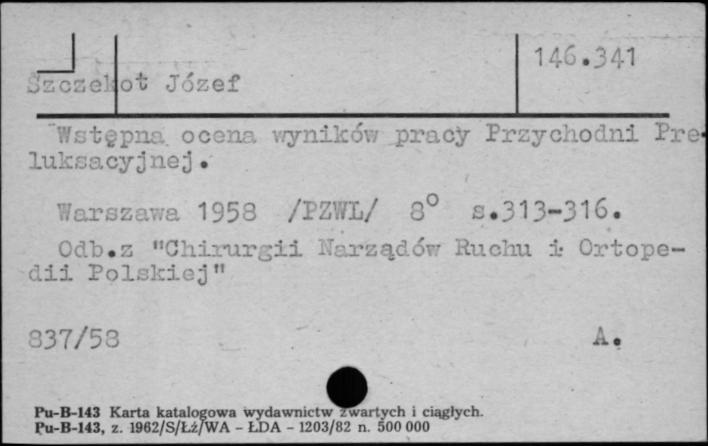 146.341
Szczekot Józef
Wstępna ocena wyników pracy Przychodni Pre-
luksacyjnej.
Warszawa 1958 /PZWL/ 8° s.313-316.
Odb.z "Chirurgii Narządów Ruchu i Ortope-
dii Polskiej"
837/58 A.
Pu-B-143 Karta katalogowa wydawnictw zwartych i ciągłych.
Pu-B-143, z. 1962/S/Łż/WA - ŁDA - 1203/82 n. 500 000